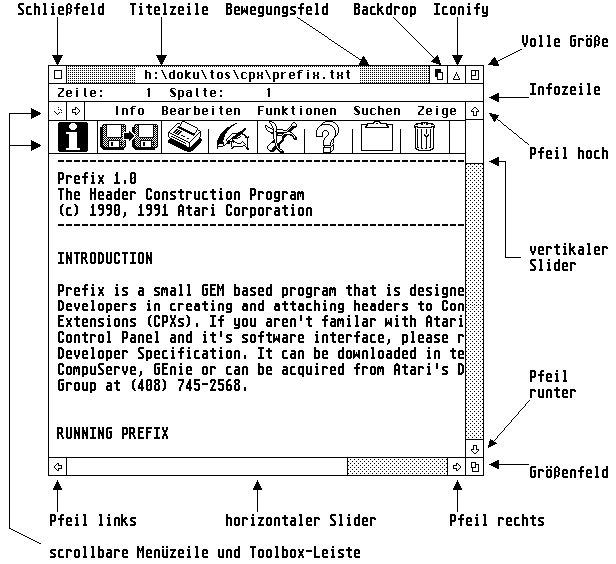 Schließfeld Titelzeile Bewegungsfeld Backdrop Iconify
Volle Größe
h:\doku\tos\cpx\prefix.txt
Zeile: 1 Spalte: 1
Infozeile
Info Bearbeiten Funktionen Suchen Zeige
Pfeil hoch
Prefix 1.0
The Header Construction Program
(c) 1990, 1991 Atari Corporation
vertikaler
Slider
INTRODUCTION
Prefix is a small GEM based program that is designe
Developers in creating and attaching headers to Con
Extensions (CPXs). If you aren't familar with Atari
Control Panel and it's software interface, please r
Developer Specification. It can be downloaded in te
CompuServe, GEnie or can be acquired from Atari's D
Group at (408) 745-2568.
Pfeil
runter
RUNNING PREFIX
Größenfeld
Pfeil links horizontaler Slider Pfeil rechts
scrollbare Menüzeile und Toolbox-Leiste